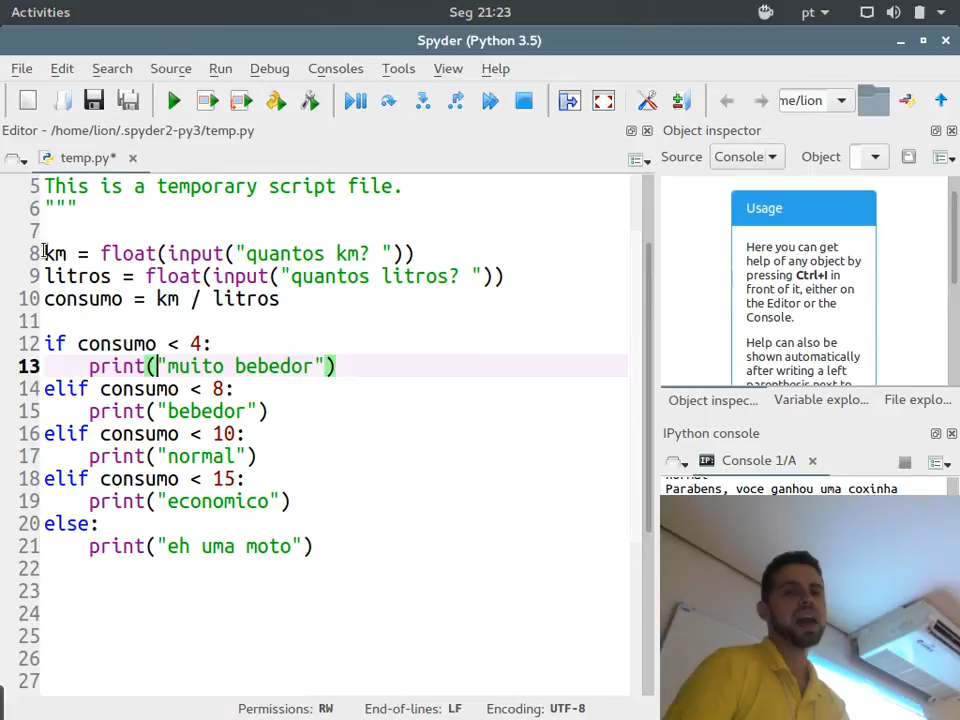 Activities
Seg 21:23
pt
Spyder (Python 3.5)
File Edit Search Source Run Debug Consoles Tools View Help
me/lion
Editor - /home/lion/.spyder2-py3/temp.py
Object inspector
temp.py*
Source Console Object
5 This is a temporary script file.
6 """
7
8 km = float(input("quantos km? "))
9 litros = float(input("quantos litros? "))
10 consumo = km / litros
11
12 if consumo < 4:
13     print("muito bebedor")
14 elif consumo < 8:
15     print("bebedor")
16 elif consumo < 10:
17     print("normal")
18 elif consumo < 15:
19     print("economico")
20 else:
21     print("eh uma moto")
22
23
24
25
26
27
Usage
Here you can get
help of any object by
pressing Ctrl+I in
front of it, either on
the Editor or the
Console.
Help can also be
shown automatically
after writing a left
parenthesis next to
Object inspec... Variable explo... File explo...
IPython console
IP: Console 1/A
normal
Parabens, voce ganhou uma coxinha
Permissions: RW End-of-lines: LF Encoding: UTF-8